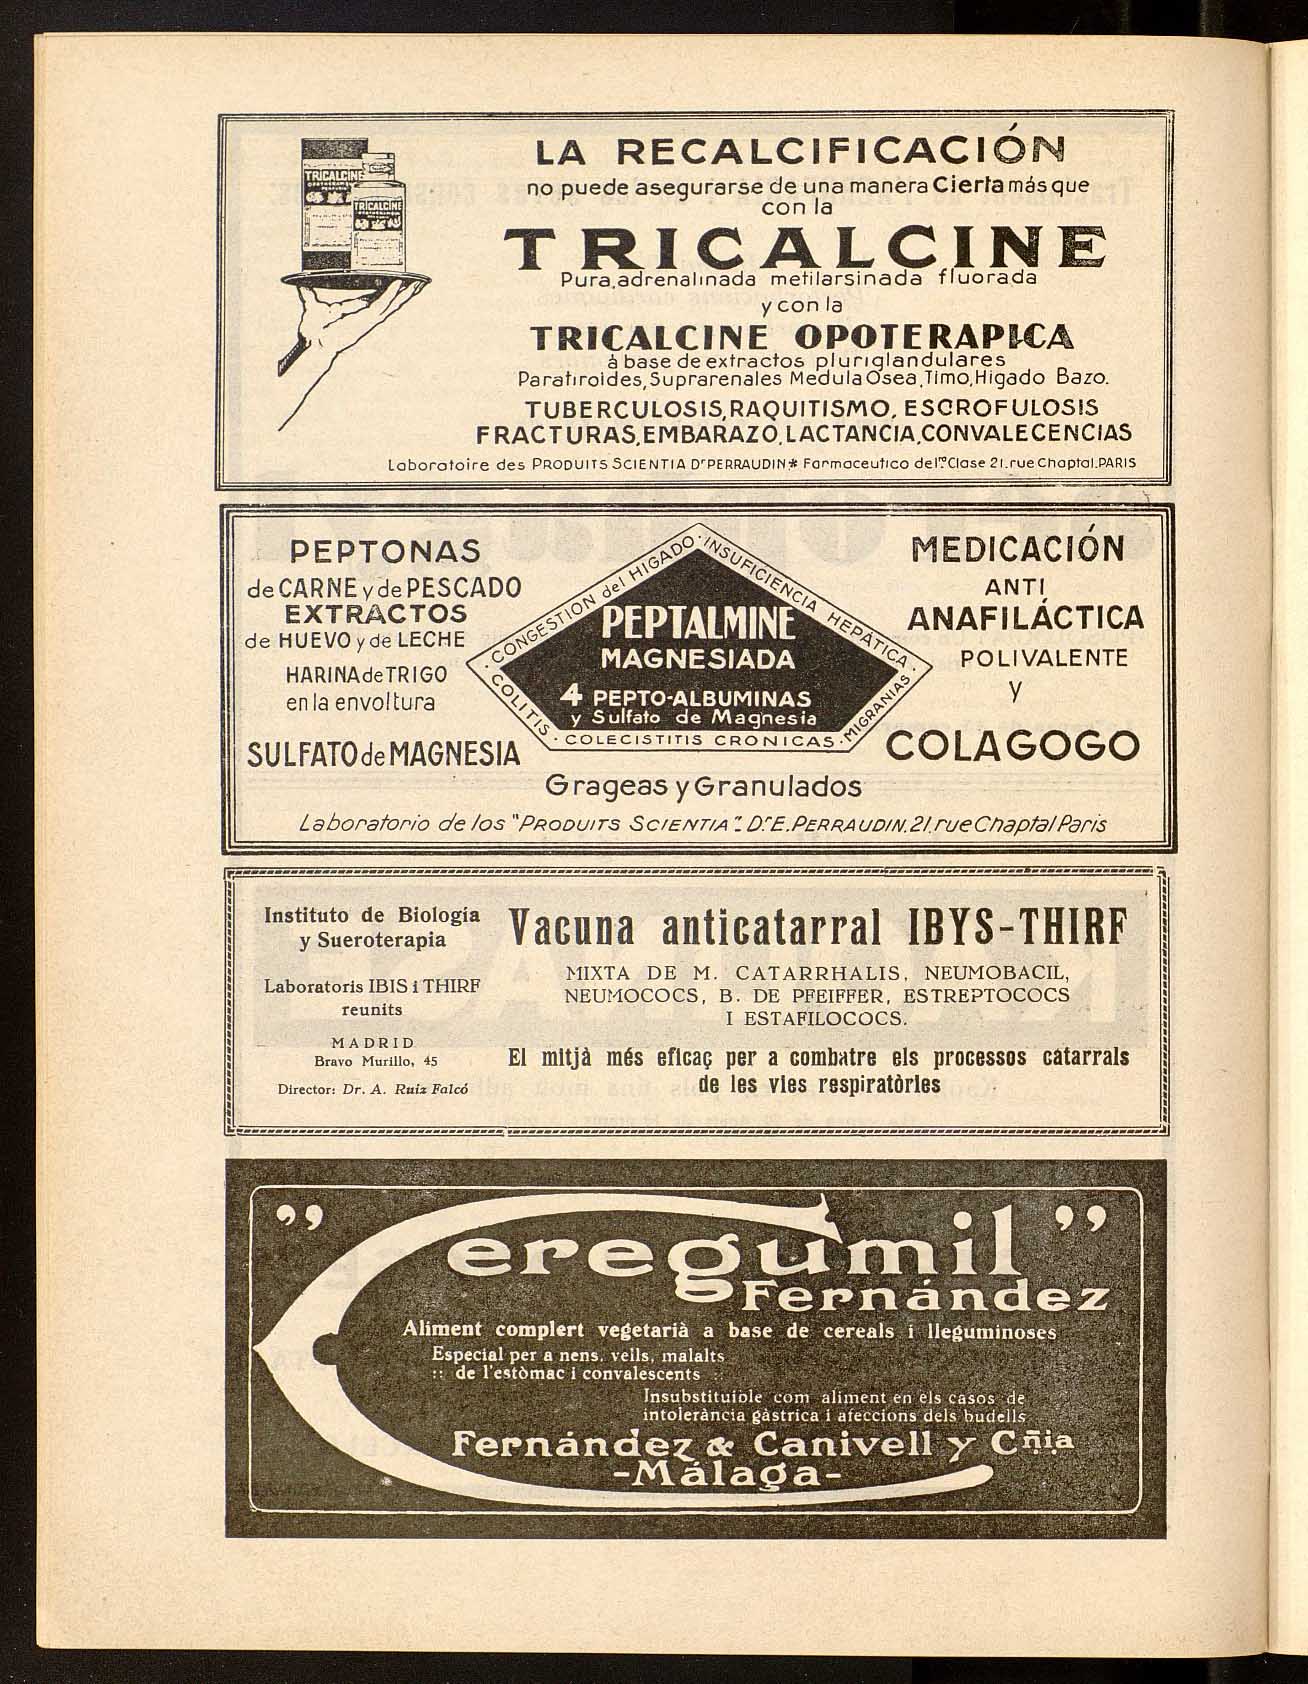 LA RECALCIFICACIÓN
no puede asegurarse de una manera Cierta más que
con la
TRICALCINE
Pura, adrenalinada metilarsinada fluorada
y con la
TRICALCINE OPOTERAPICA
à base de extractos pluriglandulares
Paratiroides, Suprarenales Medula Osea, Timo, Higado Bazo.
TUBERCULOSIS, RAQUITISMO, ESCROFULOSIS
FRACTURAS, EMBARAZO, LACTANCIA, CONVALECENCIAS
Laboratoire des PRODUITS SCIENTIA Dr PERRAUDIN * Farmaceutico de 1re Clase 21. rue Chaptal. PARIS
TRICALCINE
TRICALCINE
PEPTONAS
de CARNE y de PESCADO
EXTRACTOS
de HUEVO y de LECHE
HARINA de TRIGO
en la envoltura
SULFATO de MAGNESIA
· CONGESTION del HIGADO · INSUFICIENCIA HEPÁTICA ·
PEPTALMINE
MAGNESIADA
4 PEPTO-ALBUMINAS
y Sulfato de Magnesia
· COLITIS · COLECISTITIS CRONICAS · MIGRANIAS ·
MEDICACIÓN
ANTI
ANAFILÁCTICA
POLIVALENTE
y
COLAGOGO
Grageas y Granulados
Laboratorio de los "PRODUITS SCIENTIA". Dr. E. PERRAUDIN. 21. rue Chaptal Paris
Instituto de Biología
y Sueroterapia
Laboratoris IBIS i THIRF
reunits
MADRID
Bravo Murillo, 45
Director: Dr. A. Ruiz Falcó
Vacuna anticatarral IBYS-THIRF
MIXTA DE M. CATARRHALIS, NEUMOBACIL,
NEUMOCOCS, B. DE PFEIFFER, ESTREPTOCOCS
I ESTAFILOCOCS.
El mitjà més eficaç per a combatre els processos catarrals
de les vies respiratòries
"Ceregumil"
Fernández
Aliment complert vegetarià a base de cereals i lleguminoses
Especial per a nens, vells, malalts
:: de l'estòmac i convalescents ::
Insubstituible com aliment en els casos de
intolerància gàstrica i afeccions dels budells
Fernández & Canivell y Cñia
-Málaga-